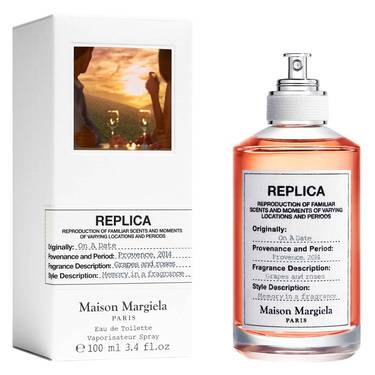 REPLICA
REPRODUCTION OF FAMILIAR
SCENTS AND MOMENTS
OF VARYING LOCATIONS AND PERIODS
Originally: On A Date
Provenance and Period: Provence, 2014
Fragrance Description: Grapes and roses
Style Description: Memory in a fragrance
Maison Margiela
PARIS
Eau de Toilette
Vaporisateur Spray
℮ 100 ml 3.4 fl.oz
REPLICA
REPRODUCTION OF FAMILIAR
SCENTS AND MOMENTS OF VARYING
LOCATIONS AND PERIODS
Originally:
On A Date
Provenance and Period:
Provence, 2014
Fragrance Description:
Grapes and roses
Style Description:
Memory in a fragrance
Maison Margiela
PARIS